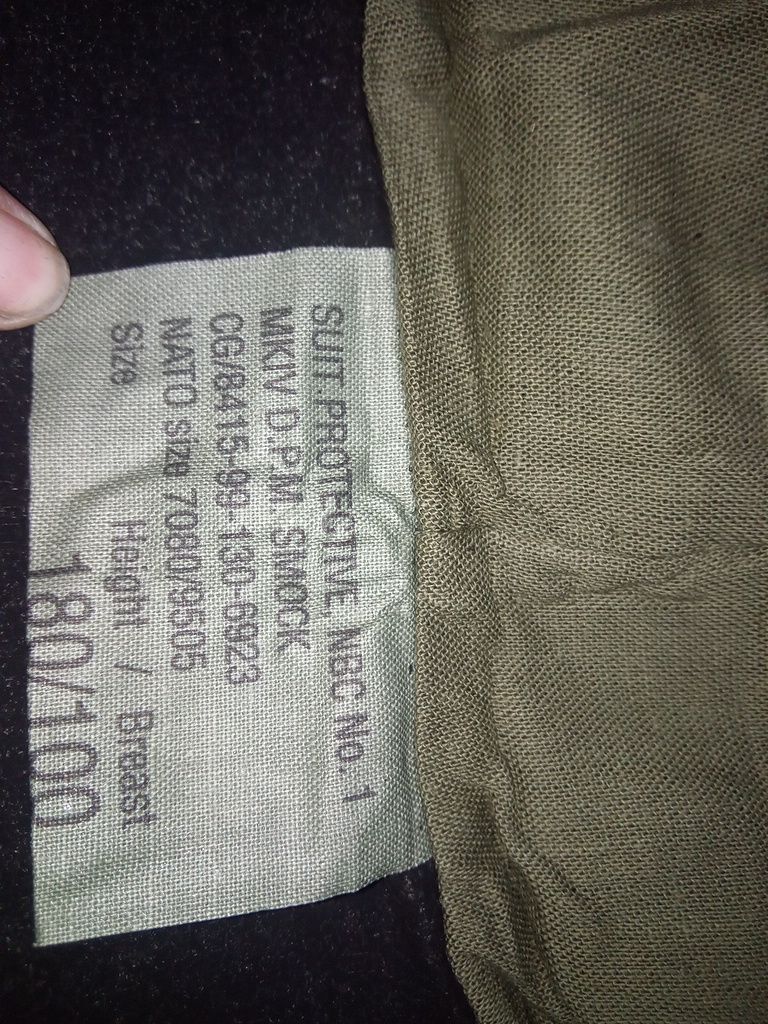 SUIT PROTECTIVE, NBC No. 1
MKIV D.P.M. SMOCK
CG/8415-99-130-6923
NATO size 7080/9505
Size Height / Breast
180/100